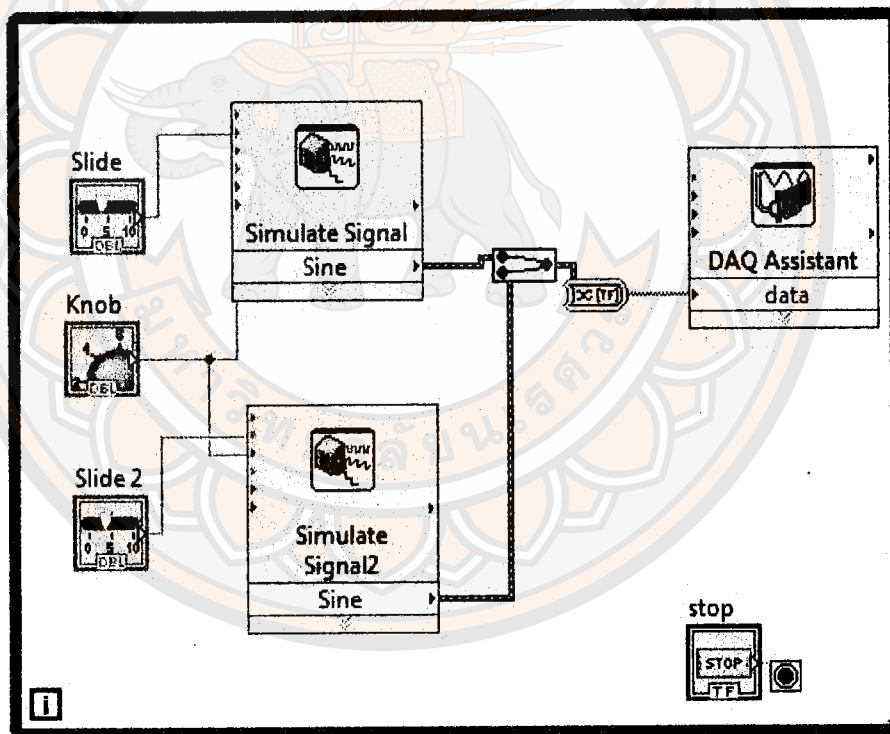 Slide
0 5 10
DBL
Simulate Signal
Sine
Knob
DBL
Slide 2
0 5 10
DBL
Simulate
Signal2
Sine
[TF]
DAQ Assistant
data
stop
STOP
TF
i